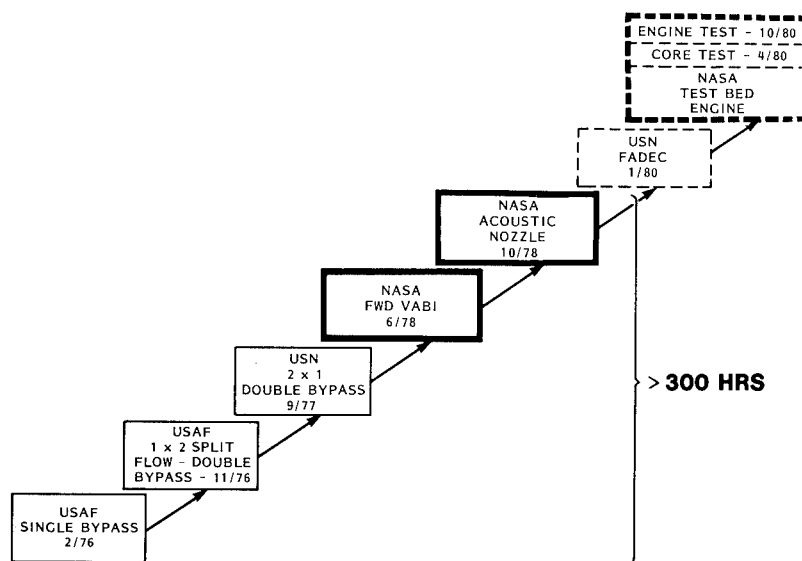 ENGINE TEST - 10/80
CORE TEST - 4/80
NASA
TEST BED
ENGINE
USN
FADEC
1/80
NASA
ACOUSTIC
NOZZLE
10/78
NASA
FWD VABI
6/78
USN
2 x 1
DOUBLE BYPASS
9/77
> 300 HRS
USAF
1 x 2 SPLIT
FLOW - DOUBLE
BYPASS - 11/76
USAF
SINGLE BYPASS
2/76